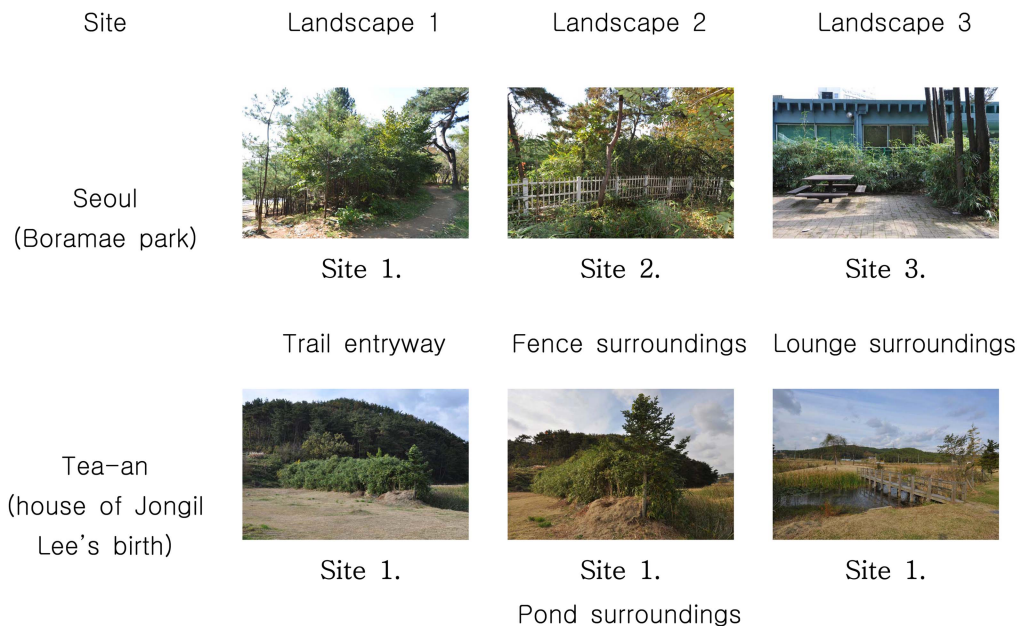 Site Landscape 1 Landscape 2 Landscape 3
Seoul
(Boramae park)
Site 1. Site 2. Site 3.
Trail entryway Fence surroundings Lounge surroundings
Tea-an
(house of Jongil
Lee's birth)
Site 1. Site 1. Site 1.
Pond surroundings